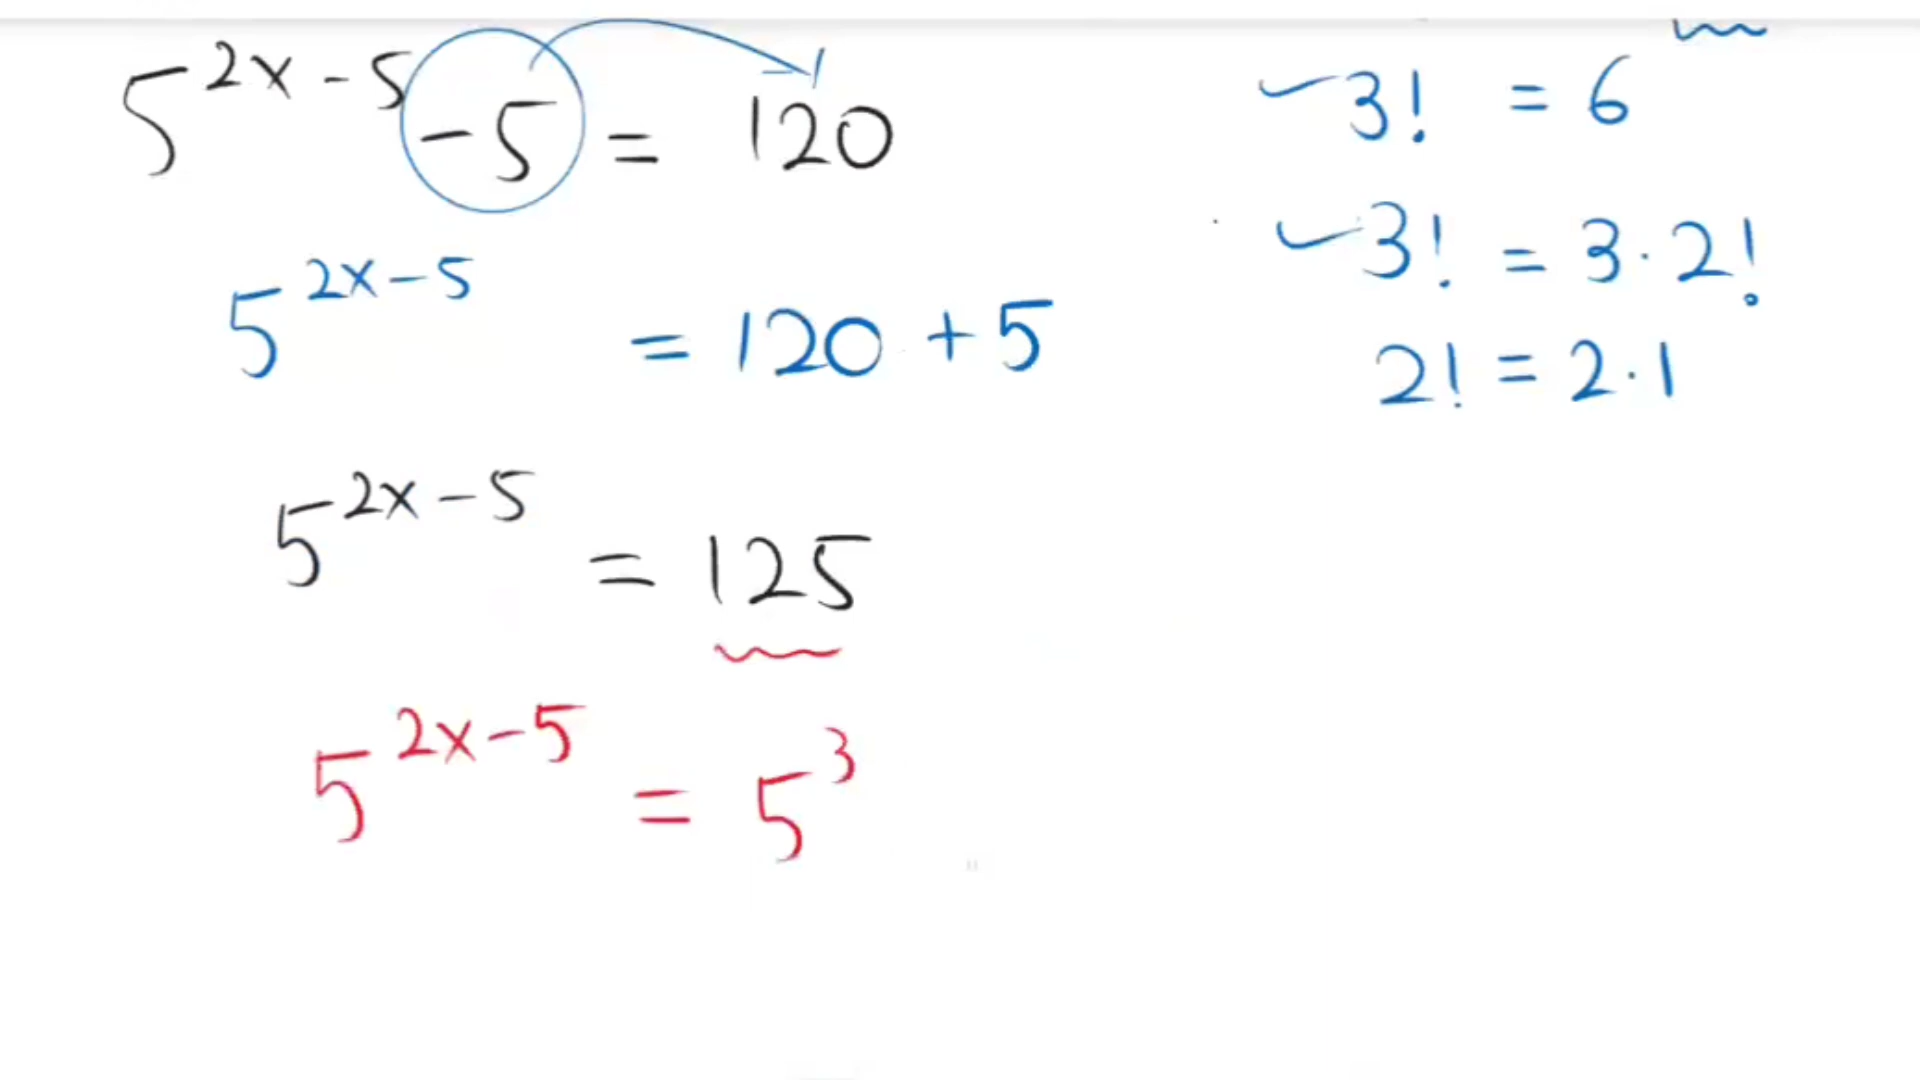 5^{2x-5} - 5 = 120
5^{2x-5} = 120 + 5
5^{2x-5} = 125
5^{2x-5} = 5^3
3! = 6
3! = 3·2!
2! = 2·1